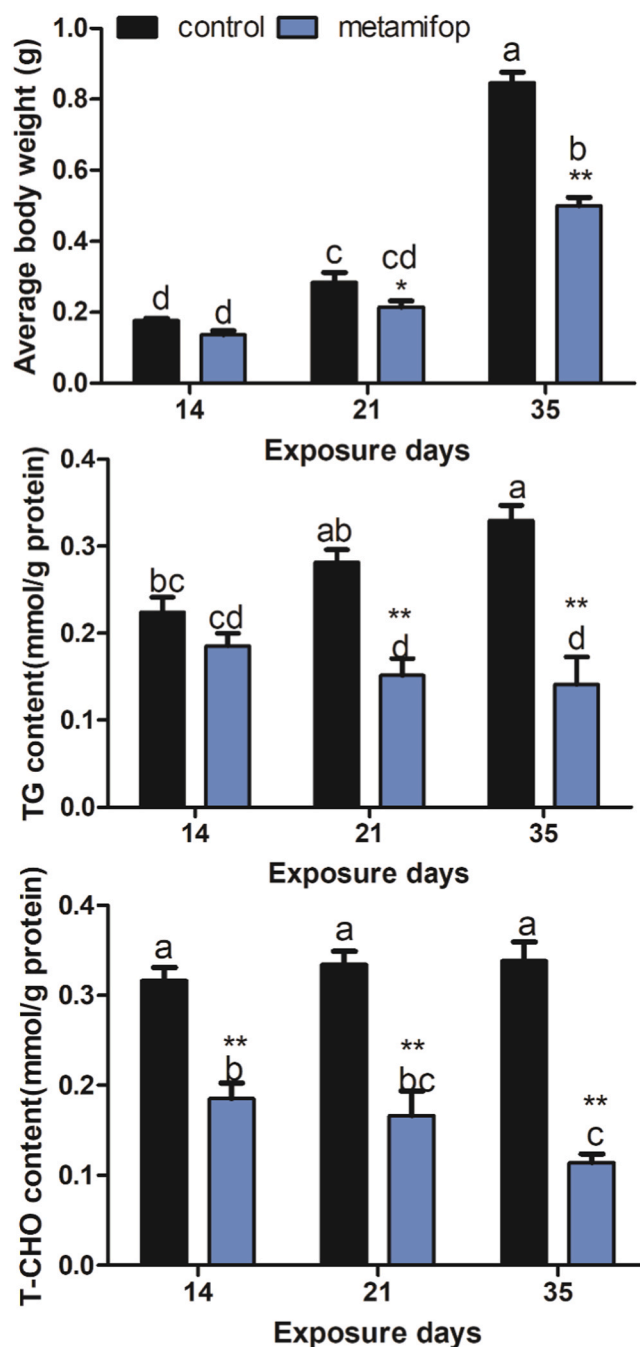 control metamifop
Average body weight (g)
1.0
0.8
0.6
0.4
0.2
0.0
a
b
**
c
cd
*
d d
14 21 35
Exposure days
TG content(mmol/g protein)
0.4
0.3
0.2
0.1
0.0
a
ab
bc
cd
** **
d d
14 21 35
Exposure days
T-CHO content(mmol/g protein)
0.4
0.3
0.2
0.1
0.0
a a a
** ** **
b bc c
14 21 35
Exposure days